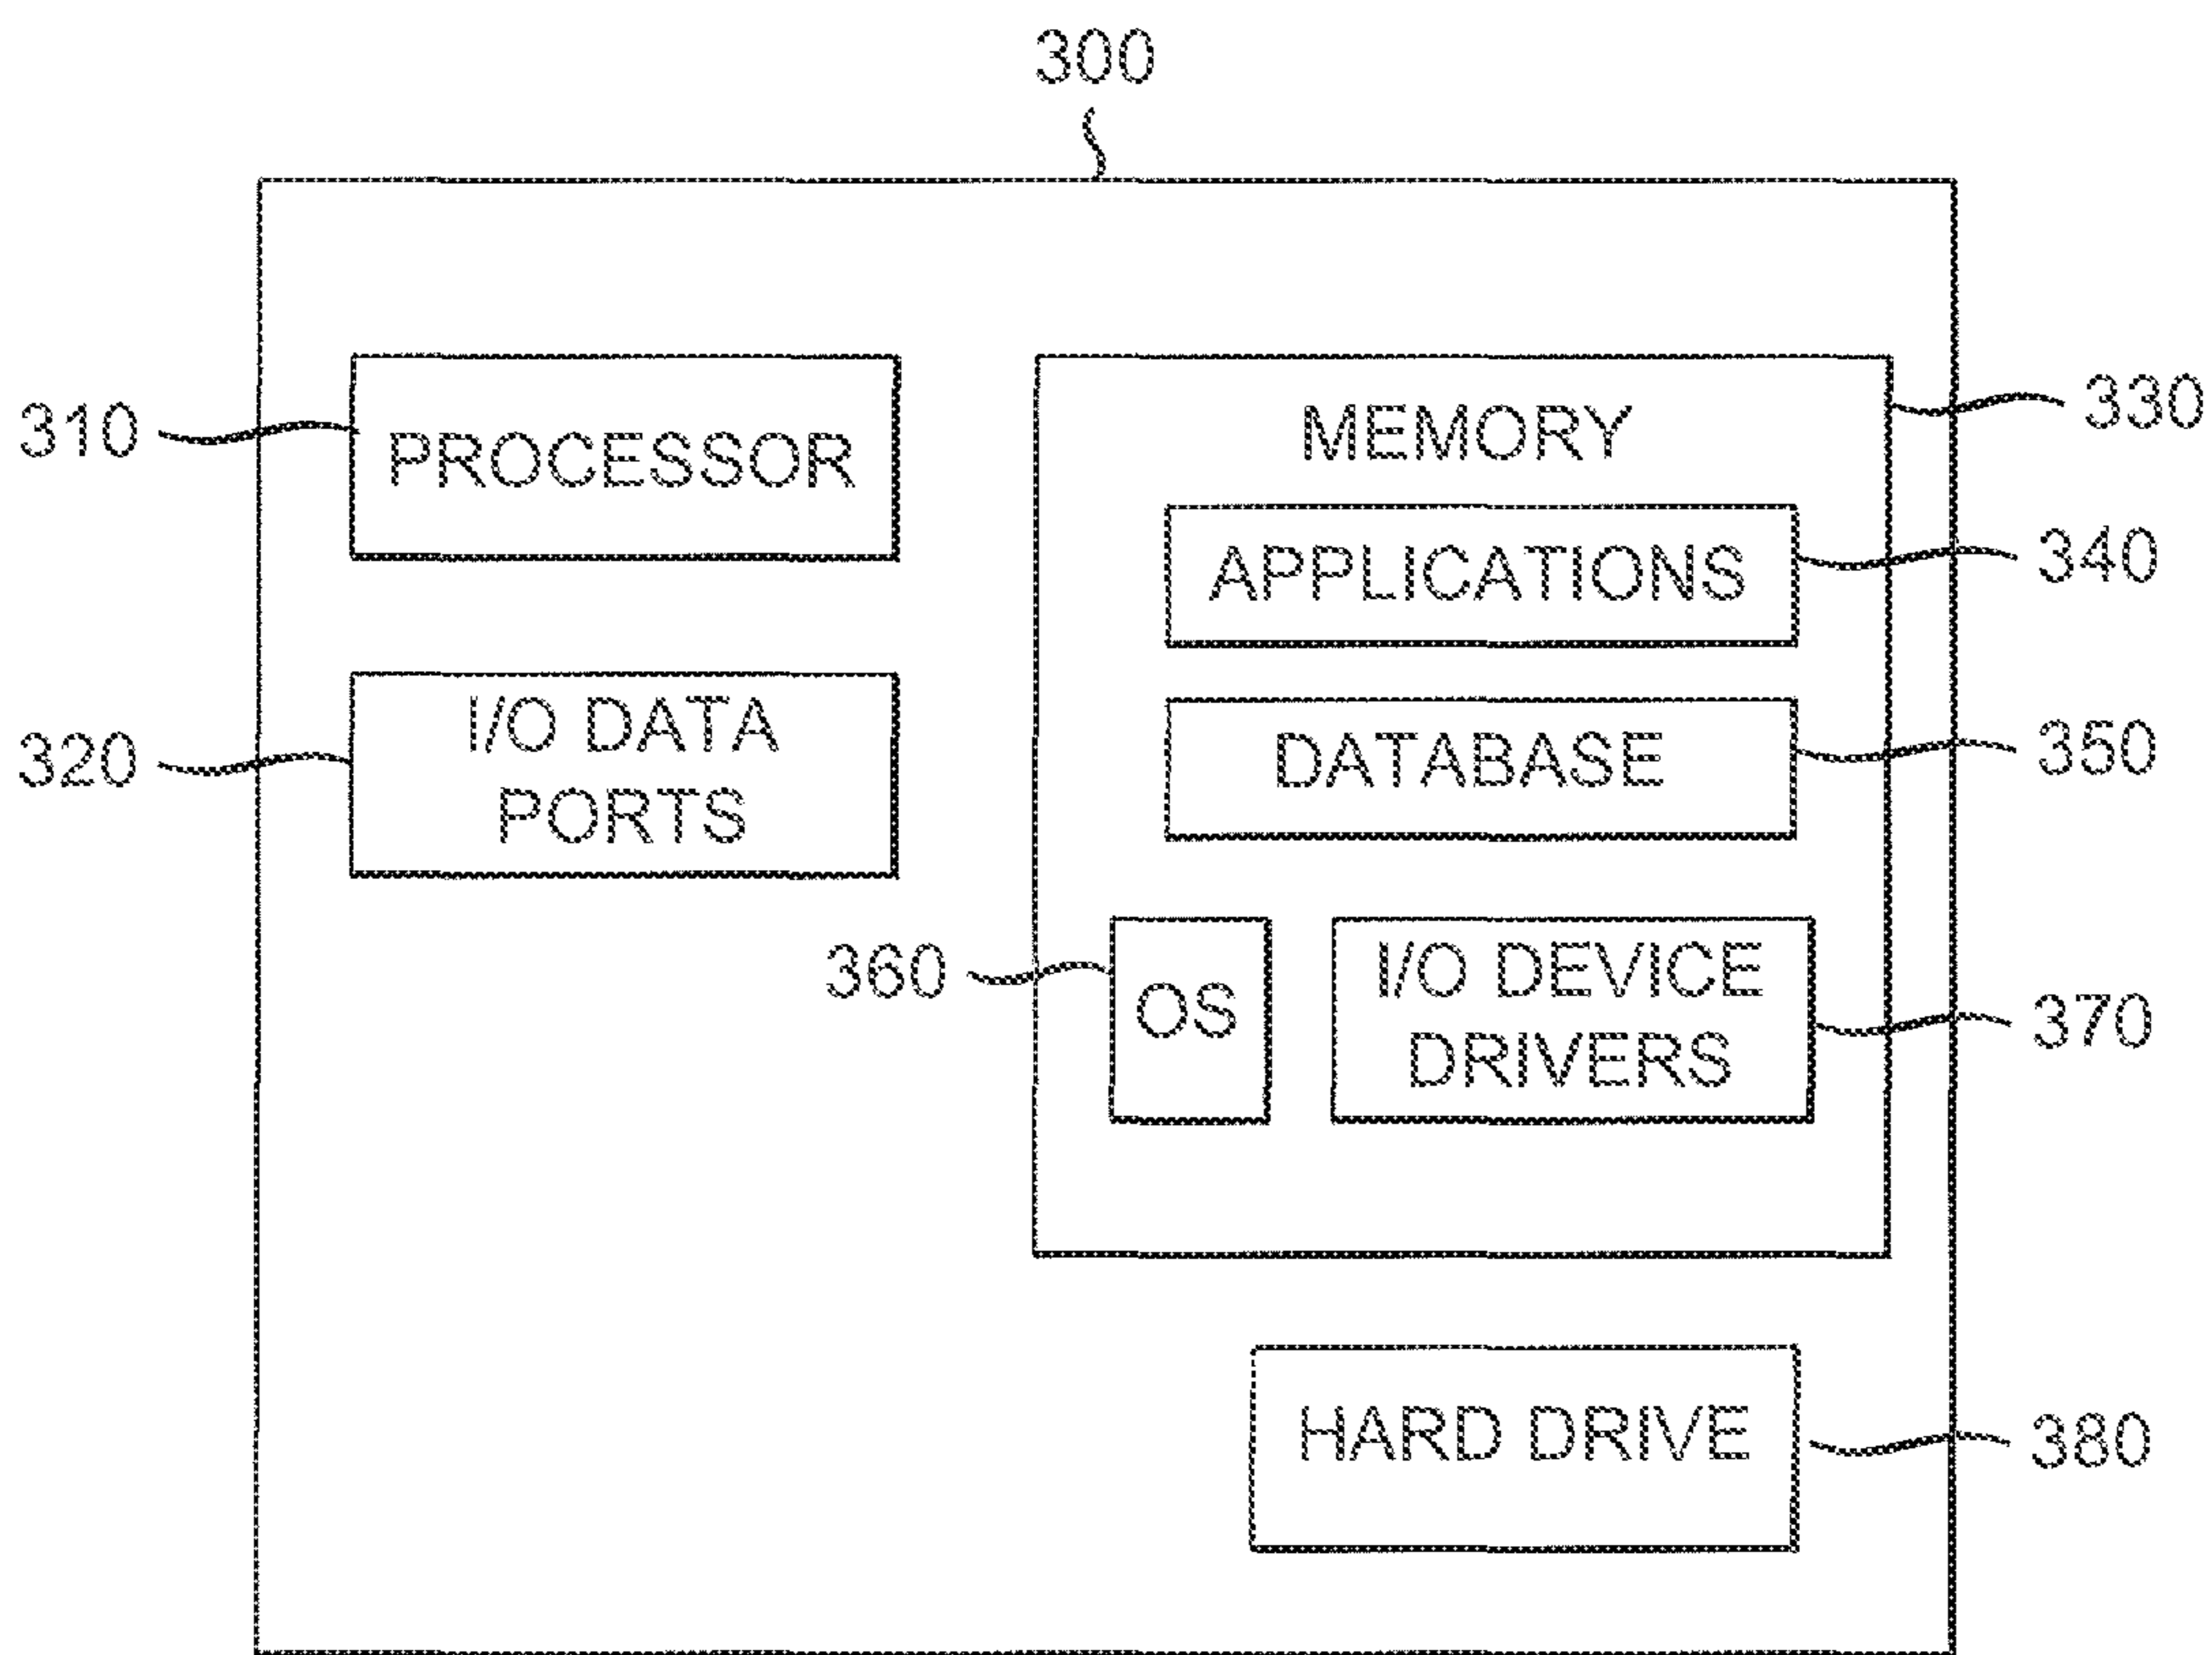 300
310
PROCESSOR
MEMORY
330
APPLICATIONS
340
320
I/O DATA
PORTS
DATABASE
350
360
OS
I/O DEVICE
DRIVERS
370
HARD DRIVE
380